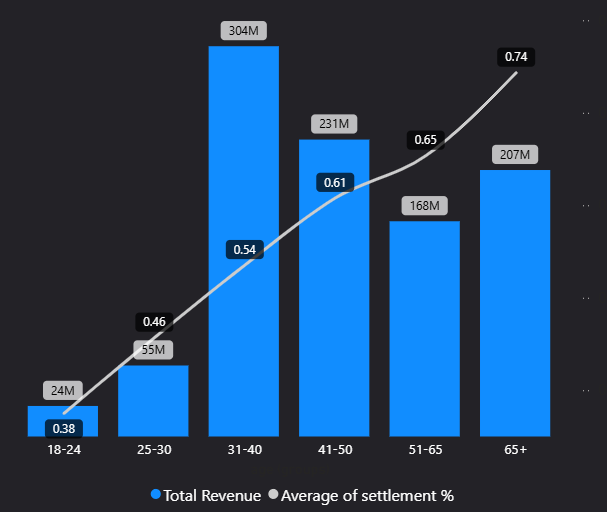 304M
0.74
231M
0.65
207M
0.61
168M
0.54
0.46
55M
24M
0.38
18-24 25-30 31-40 41-50 51-65 65+
Total Revenue Average of settlement %